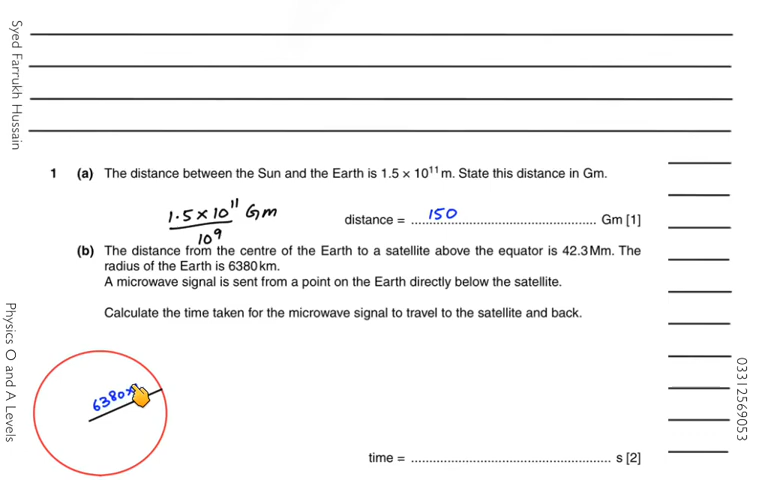 Syed Farrukh Hussain
1 (a) The distance between the Sun and the Earth is 1.5 × 10¹¹ m. State this distance in Gm.
1.5 × 10¹¹ Gm
10⁹
distance = 150 Gm [1]
(b) The distance from the centre of the Earth to a satellite above the equator is 42.3 Mm. The
radius of the Earth is 6380 km.
A microwave signal is sent from a point on the Earth directly below the satellite.
Calculate the time taken for the microwave signal to travel to the satellite and back.
6380×
time = ........................................ s [2]
Physics O and A Levels
03312569053